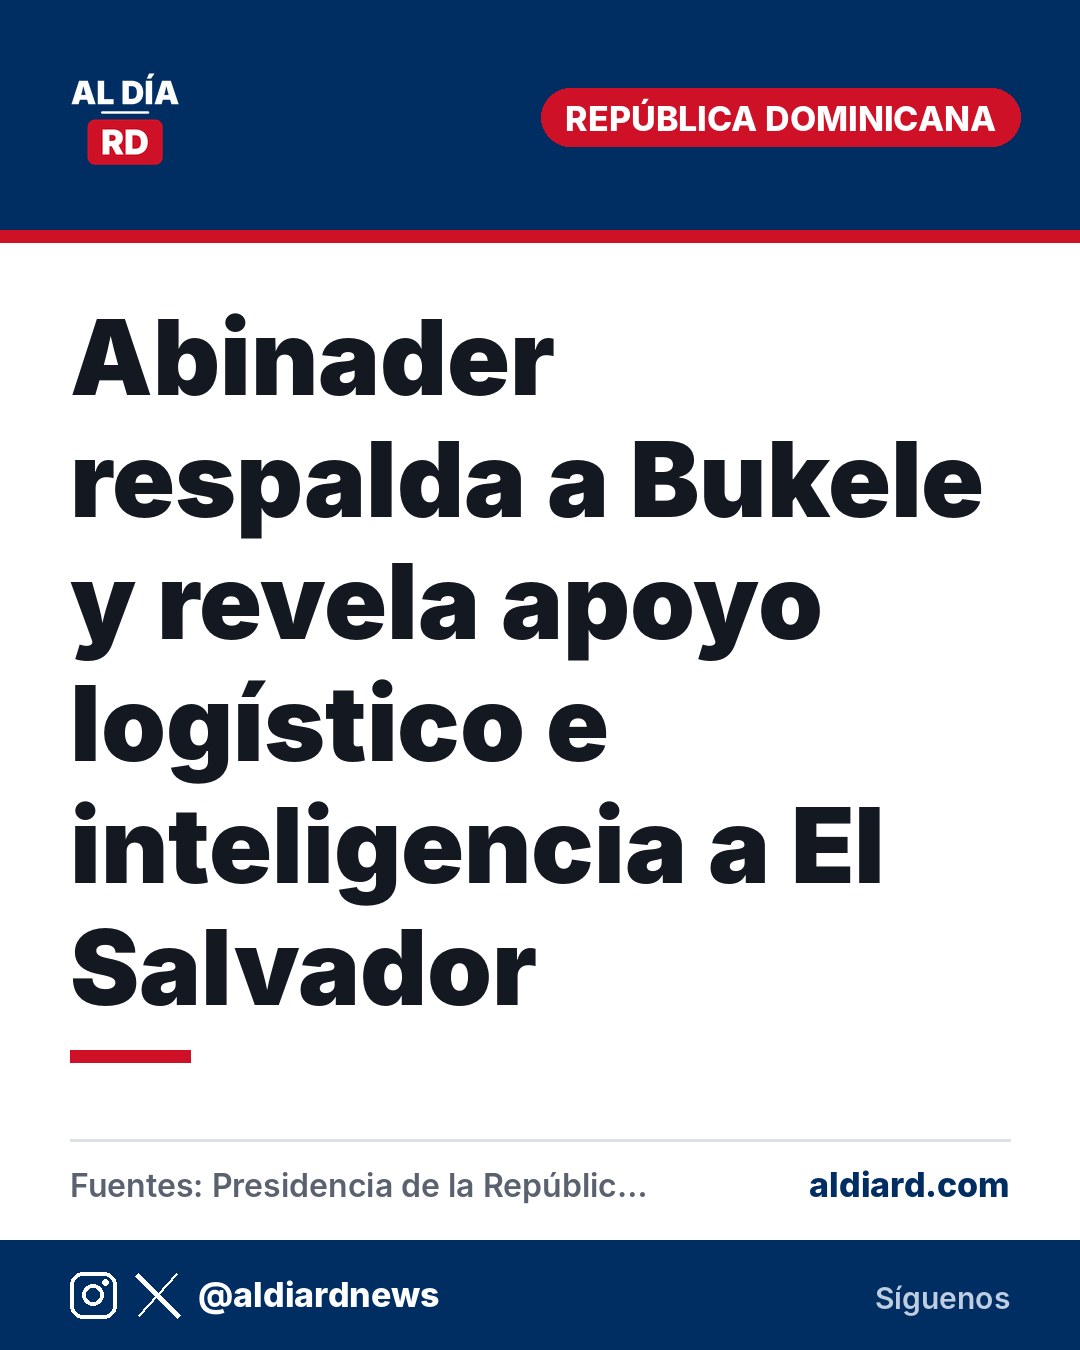 AL DÍA
RD
REPÚBLICA DOMINICANA
Abinader
respalda a Bukele
y revela apoyo
logístico e
inteligencia a El
Salvador
Fuentes: Presidencia de la Repúblic...
aldiard.com
@aldiardnews
Síguenos